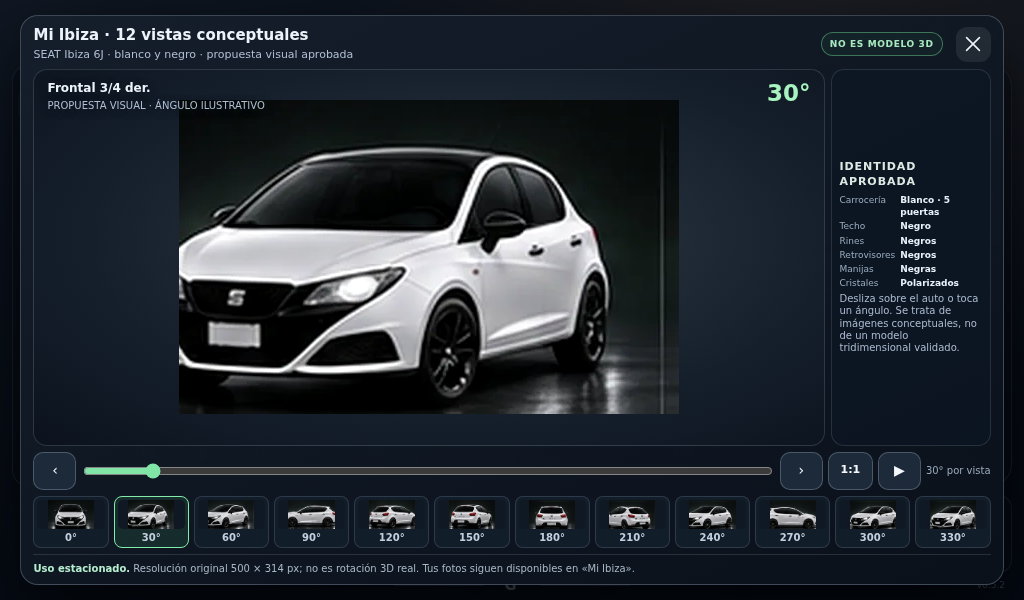 Mi Ibiza · 12 vistas conceptuales
SEAT Ibiza 6J · blanco y negro · propuesta visual aprobada
NO ES MODELO 3D
Frontal 3/4 der.
PROPUESTA VISUAL · ÁNGULO ILUSTRATIVO
30°
IDENTIDAD
APROBADA
Carrocería Blanco · 5
puertas
Techo Negro
Rines Negros
Retrovisores Negros
Manijas Negras
Cristales Polarizados
Desliza sobre el auto o toca
un ángulo. Se trata de
imágenes conceptuales, no
de un modelo
tridimensional validado.
‹
›
1:1
▶
30° por vista
0°
30°
60°
90°
120°
150°
180°
210°
240°
270°
300°
330°
Uso estacionado. Resolución original 500 × 314 px; no es rotación 3D real. Tus fotos siguen disponibles en «Mi Ibiza».